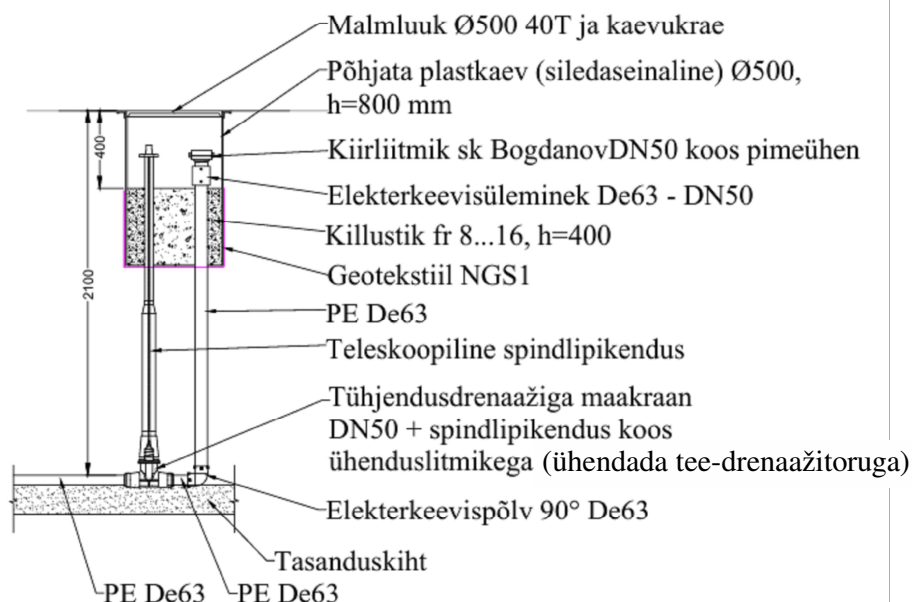 Malmluuk Ø500 40T ja kaevukrae
Põhjata plastkaev (siledaseinaline) Ø500,
h=800 mm
400
Kiirliitmik sk BogdanovDN50 koos pimeühen
Elekterkeevisüleminek De63 - DN50
Killustik fr 8...16, h=400
Geotekstiil NGS1
2100
PE De63
Teleskoopiline spindlipikendus
Tühjendusdrenaažiga maakraan
DN50 + spindlipikendus koos
ühenduslitmikega (ühendada tee-drenaažitoruga)
Elekterkeevispõlv 90° De63
Tasanduskiht
PE De63
PE De63